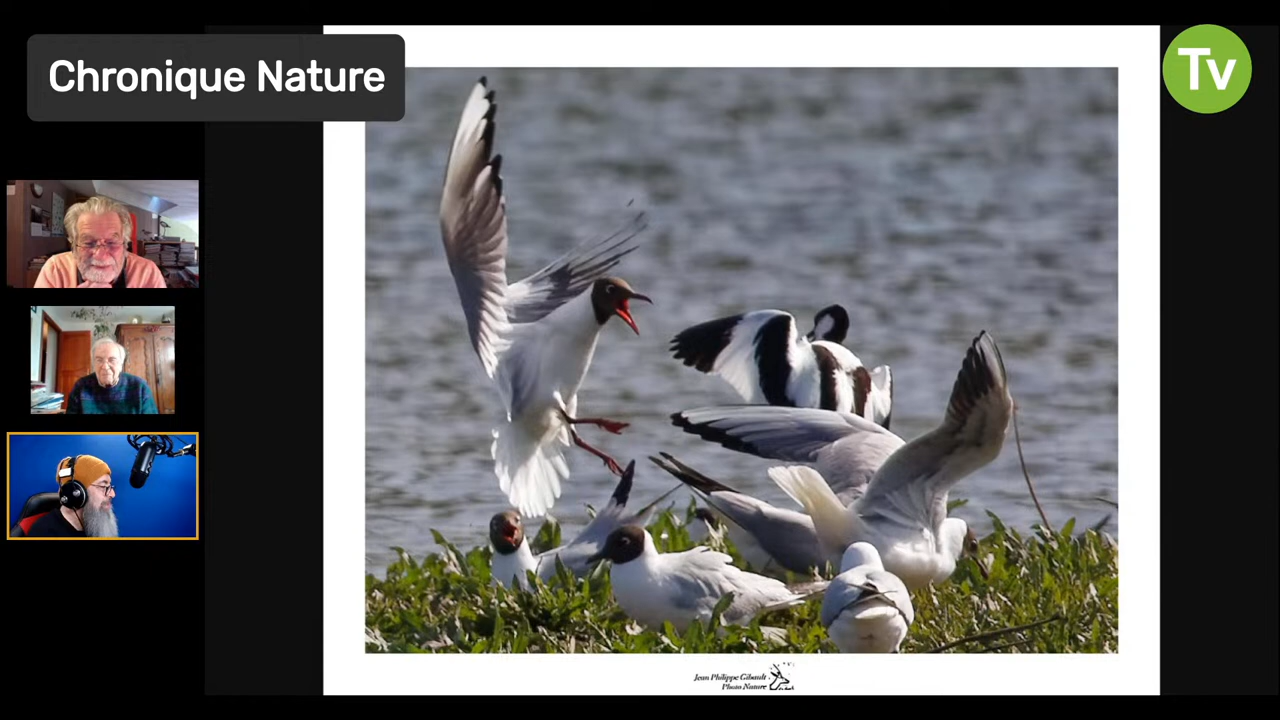 Chronique Nature
Tv
Jean Philippe Gibault
Photo Nature